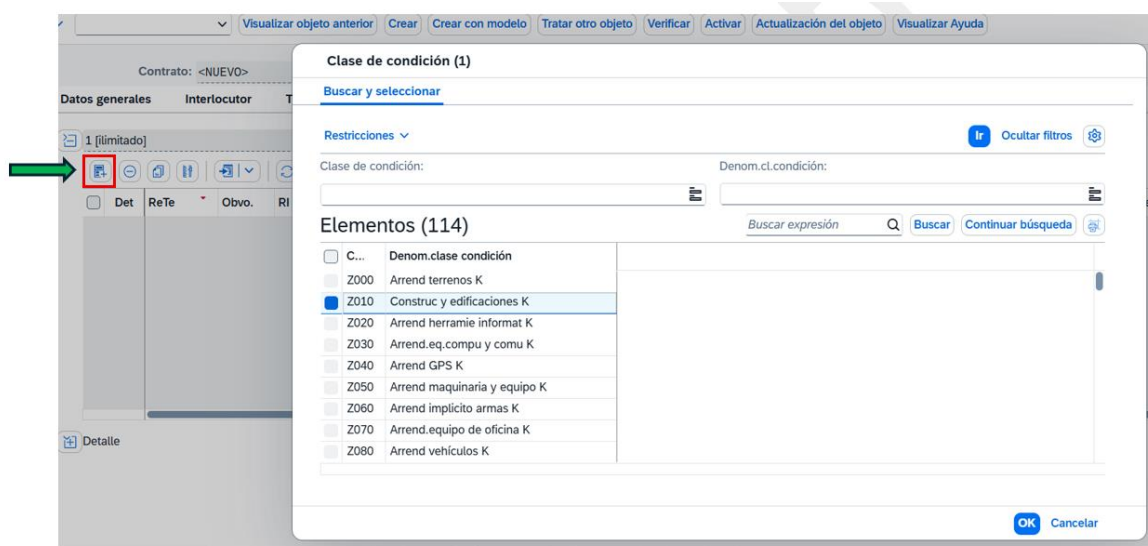 Visualizar objeto anterior Crear Crear con modelo Tratar otro objeto Verificar Activar Actualización del objeto Visualizar Ayuda
Contrato: <NUEVO>
Datos generales Interlocutor T
1 [ilimitado]
Det ReTe Obvo. RI
Detalle
Clase de condición (1)
Buscar y seleccionar
Restricciones
Ir Ocultar filtros
Clase de condición: Denom.cl.condición:
Elementos (114)
Buscar expresión Buscar Continuar búsqueda
C... Denom.clase condición
Z000 Arrend terrenos K
Z010 Construc y edificaciones K
Z020 Arrend herramie informat K
Z030 Arrend.eq.compu y comu K
Z040 Arrend GPS K
Z050 Arrend maquinaria y equipo K
Z060 Arrend implicito armas K
Z070 Arrend.equipo de oficina K
Z080 Arrend vehículos K
OK Cancelar